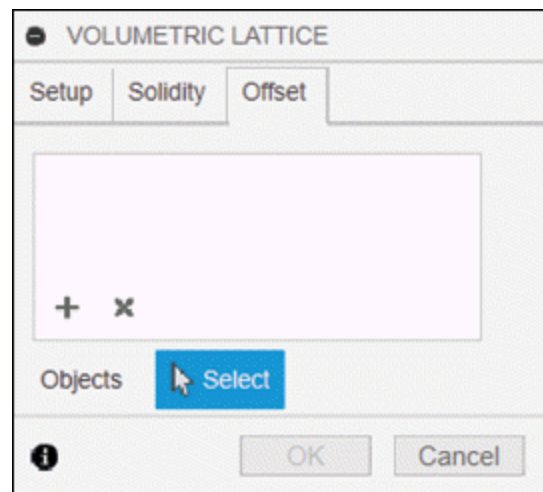 VOLUMETRIC LATTICE
Setup Solidity Offset
Objects Select
OK Cancel